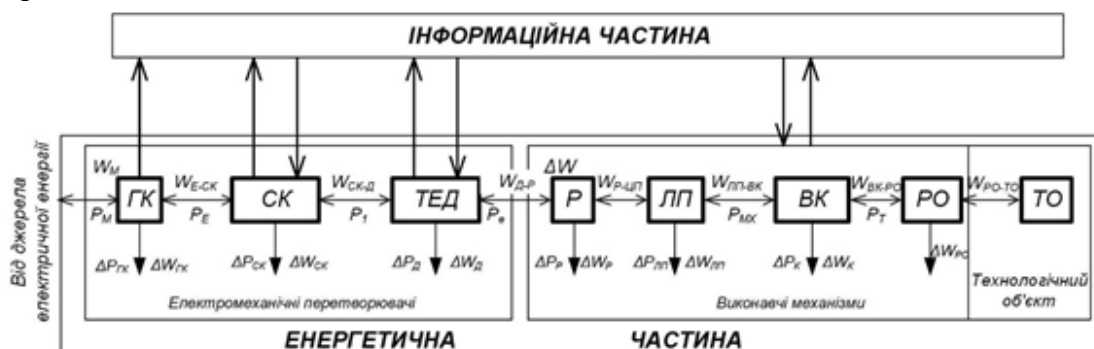 ІНФОРМАЦІЙНА ЧАСТИНА
Від джерела
електричної енергії
W_M
P_M
ГК
W_Е-СК
P_E
СК
W_СК-Д
P_1
ТЕД
W_Д-Р
P_в
ΔW
Р
W_Р-ЦП
ЛП
W_ЛП-ВК
P_МХ
ВК
W_ВК-РО
P_Т
РО
W_РО-ТО
ТО
ΔP_ГК ΔW_ГК
ΔP_СК ΔW_СК
ΔP_Д ΔW_Д
ΔP_Р ΔW_Р
ΔP_ЛП ΔW_ЛП
ΔP_К ΔW_К
ΔW_РО
Електромеханічні перетворювачі
Виконавчі механізми
Технологічний
об'єкт
ЕНЕРГЕТИЧНА ЧАСТИНА